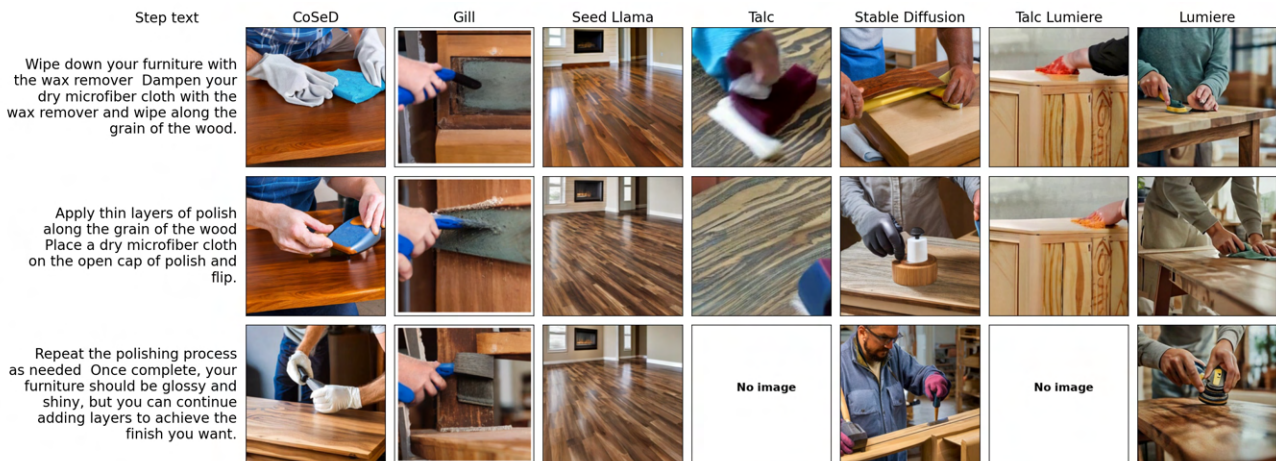 Step text CoSeD Gill Seed Llama Talc Stable Diffusion Talc Lumiere Lumiere
Wipe down your furniture with
the wax remover  Dampen your
dry microfiber cloth with the
wax remover and wipe along the
grain of the wood.
Apply thin layers of polish
along the grain of the wood
Place a dry microfiber cloth
on the open cap of polish and
flip.
Repeat the polishing process
as needed  Once complete, your
furniture should be glossy and
shiny, but you can continue
adding layers to achieve the
finish you want.
No image
No image